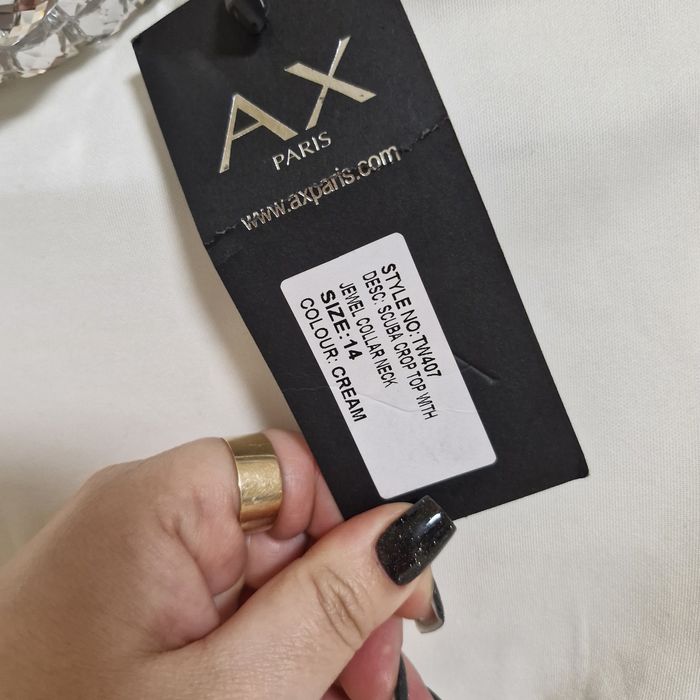 AX
PARIS
www.axparis.com
STYLE NO:TW407
DESC: SCUBA CROP TOP WITH
JEWEL COLLAR NECK
SIZE:14
COLOUR: CREAM